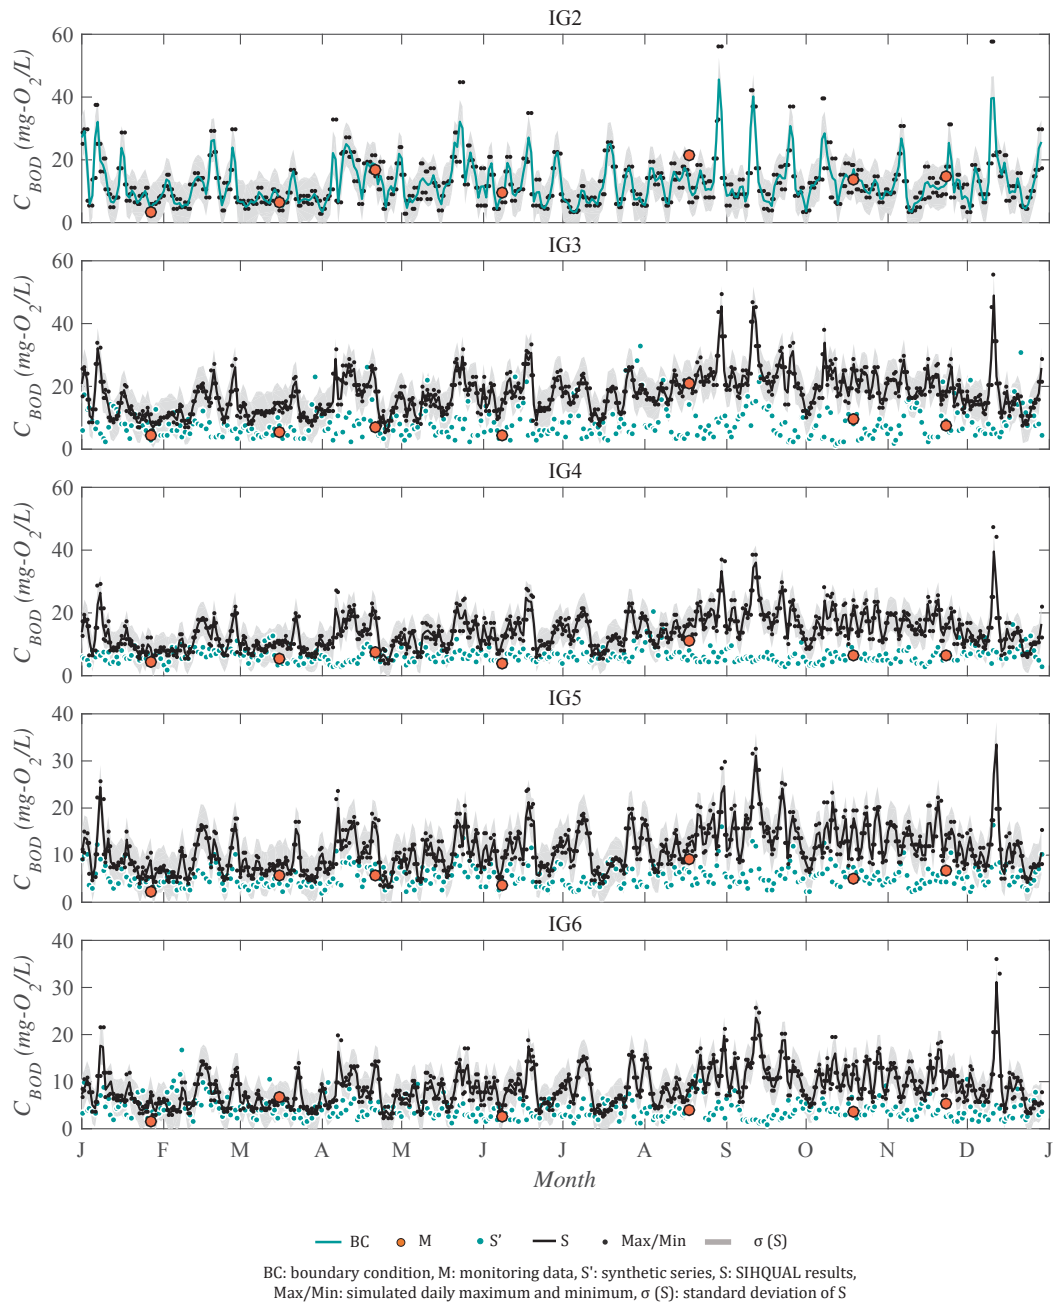 IG2
C_BOD (mg-O_2/L)
60
40
20
0
IG3
C_BOD (mg-O_2/L)
60
40
20
0
IG4
C_BOD (mg-O_2/L)
60
40
20
0
IG5
C_BOD (mg-O_2/L)
40
30
20
10
0
IG6
C_BOD (mg-O_2/L)
40
30
20
10
0
J F M A M J J A S O N D J
Month
BC M S' S Max/Min σ (S)
BC: boundary condition, M: monitoring data, S': synthetic series, S: SIHQUAL results,
Max/Min: simulated daily maximum and minimum, σ (S): standard deviation of S